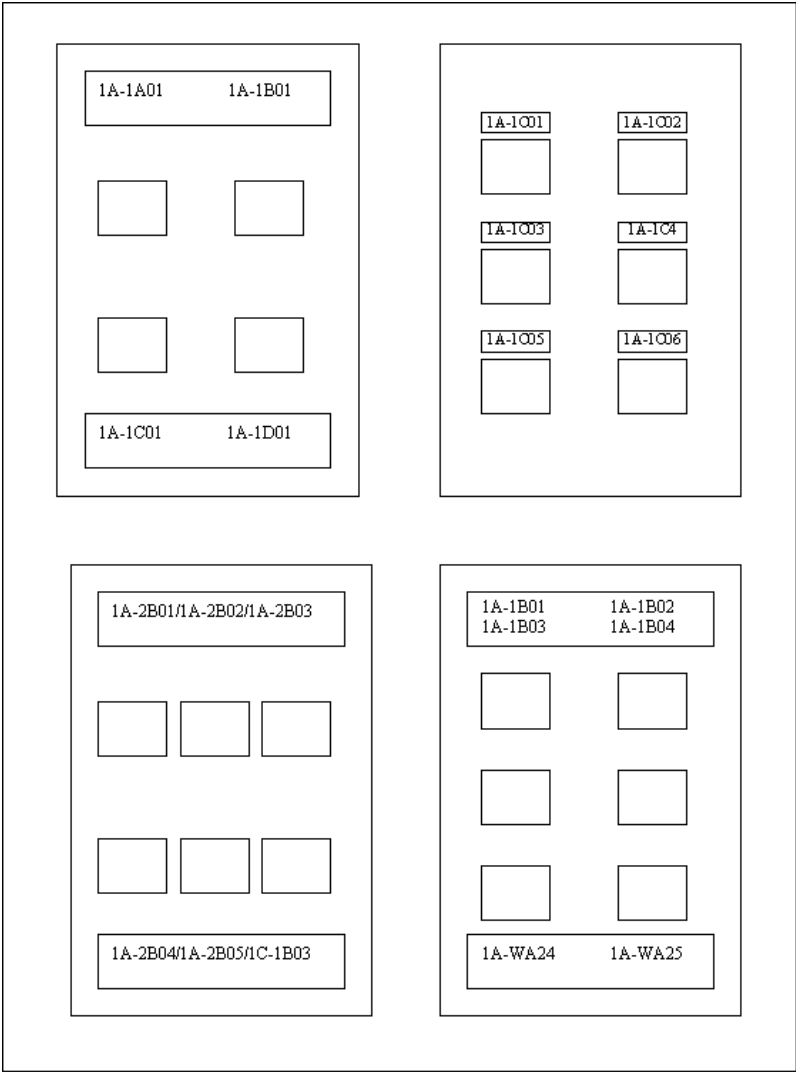 1A-1A01 1A-1B01
1A-1C01 1A-1D01
1A-1C01 1A-1C02
1A-1C03 1A-1C4
1A-1C05 1A-1C06
1A-2B01/1A-2B02/1A-2B03
1A-2B04/1A-2B05/1C-1B03
1A-1B01 1A-1B02
1A-1B03 1A-1B04
1A-WA24 1A-WA25